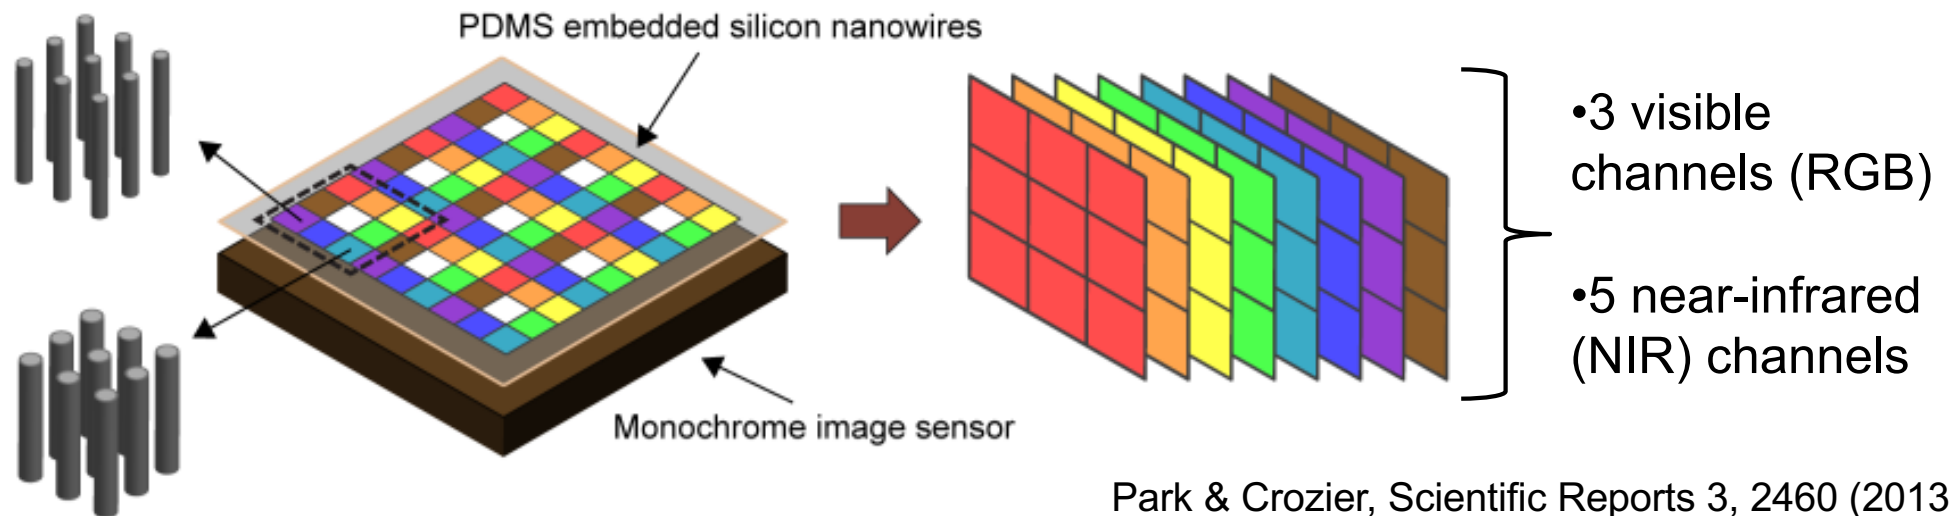 PDMS embedded silicon nanowires
Monochrome image sensor
•3 visible
channels (RGB)
•5 near-infrared
(NIR) channels
Park & Crozier, Scientific Reports 3, 2460 (2013